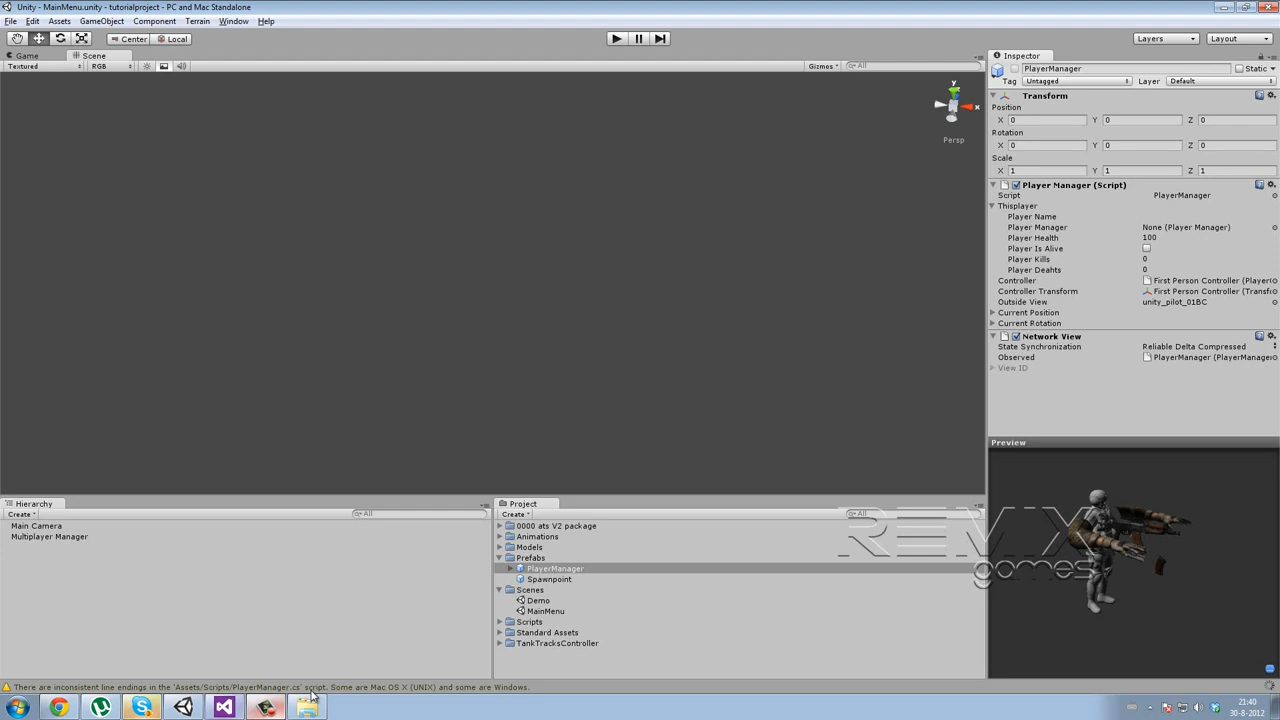 Unity - MainMenu.unity - tutorialproject - PC and Mac Standalone
File Edit Assets GameObject Component Terrain Window Help
Center Local Layers Layout
Game Scene Inspector
Textured RGB Gizmos All PlayerManager Static
Tag Untagged Layer Default
y Transform
Position
x X 0 Y 0 Z 0
Rotation
Persp X 0 Y 0 Z 0
Scale
X 1 Y 1 Z 1
Player Manager (Script)
Script PlayerManager
Thisplayer
Player Name
Player Manager None (Player Manager)
Player Health 100
Player Is Alive
Player Kills 0
Player Deahts 0
Controller First Person Controller (Player
Controller Transform First Person Controller (Transf
Outside View unity_pilot_01BC
Current Position
Current Rotation
Network View
State Synchronization Reliable Delta Compressed
Observed PlayerManager (PlayerManage
View ID
Preview
Hierarchy Project
Create All Create All
Main Camera 0000 ats V2 package
Multiplayer Manager Animations
Models
Prefabs
PlayerManager
Spawnpoint
Scenes
Demo
MainMenu
Scripts
Standard Assets
TankTracksController
REMIX
games
There are inconsistent line endings in the 'Assets/Scripts/PlayerManager.cs' script. Some are Mac OS X (UNIX) and some are Windows.
21:40
30-8-2012